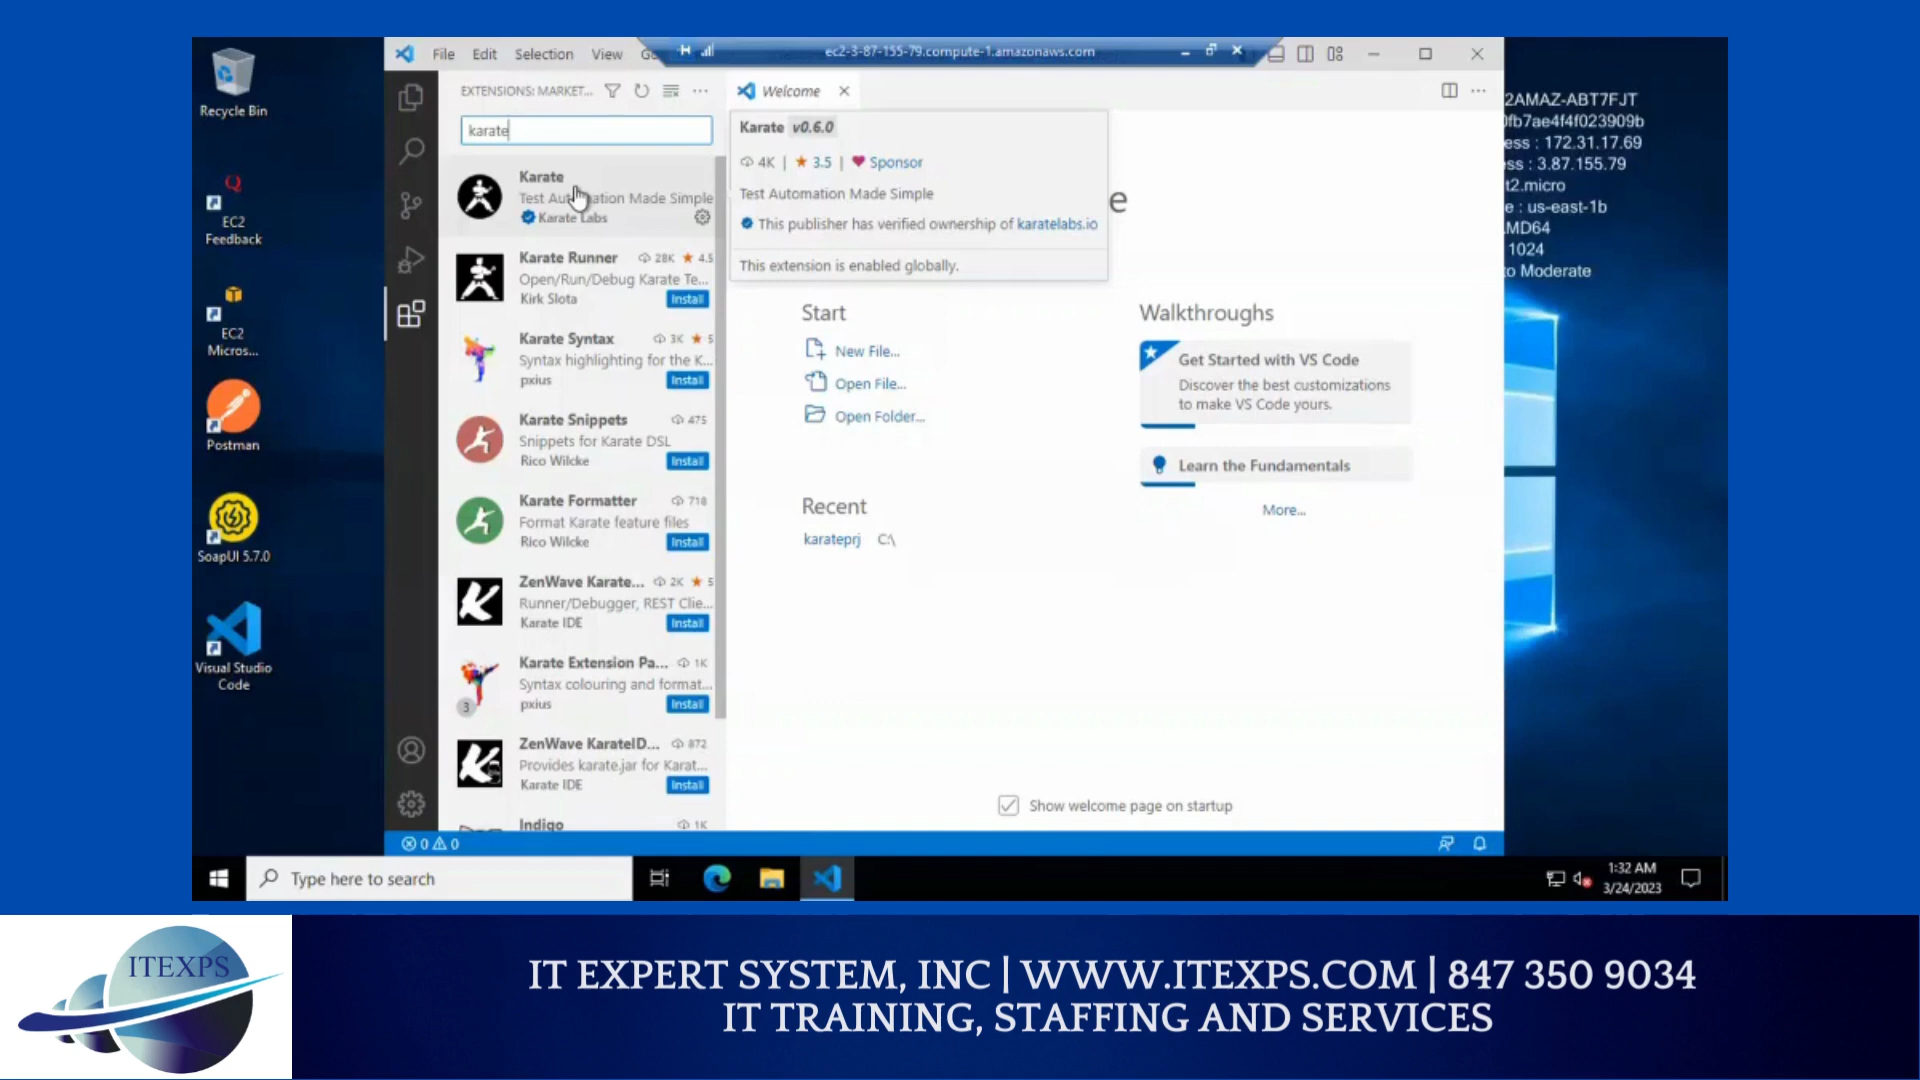 Recycle Bin
EC2
Feedback
EC2
Micros...
Postman
SoapUI 5.7.0
Visual Studio
Code
File Edit Selection View
ec2-3-87-155-79.compute-1.amazonaws.com
EXTENSIONS: MARKET...
karate
Karate
Test Automation Made Simple
Karate Labs
Karate Runner 28K 4.5
Open/Run/Debug Karate Te...
Kirk Slota Install
Karate Syntax 3K 5
Syntax highlighting for the K...
pxius Install
Karate Snippets 475
Snippets for Karate DSL
Rico Wilcke Install
Karate Formatter 718
Format Karate feature files
Rico Wilcke Install
ZenWave Karate... 2K 5
Runner/Debugger, REST Clie...
Karate IDE Install
Karate Extension Pa... 1K
Syntax colouring and format...
3 pxius Install
ZenWave KarateID... 872
Provides karate.jar for Karat...
Karate IDE Install
Indigo 1K
Welcome
Karate v0.6.0
4K | 3.5 | Sponsor
Test Automation Made Simple
This publisher has verified ownership of karatelabs.io
This extension is enabled globally.
e
Start
New File...
Open File...
Open Folder...
Recent
karateprj C:\
Walkthroughs
Get Started with VS Code
Discover the best customizations
to make VS Code yours.
Learn the Fundamentals
More...
Show welcome page on startup
0 0
2AMAZ-ABT7FJT
0fb7ae4f4f023909b
ess : 172.31.17.69
ss : 3.87.155.79
t2.micro
e : us-east-1b
MD64
1024
to Moderate
Type here to search
1:32 AM
3/24/2023
ITEXPS
IT EXPERT SYSTEM, INC | WWW.ITEXPS.COM | 847 350 9034
IT TRAINING, STAFFING AND SERVICES